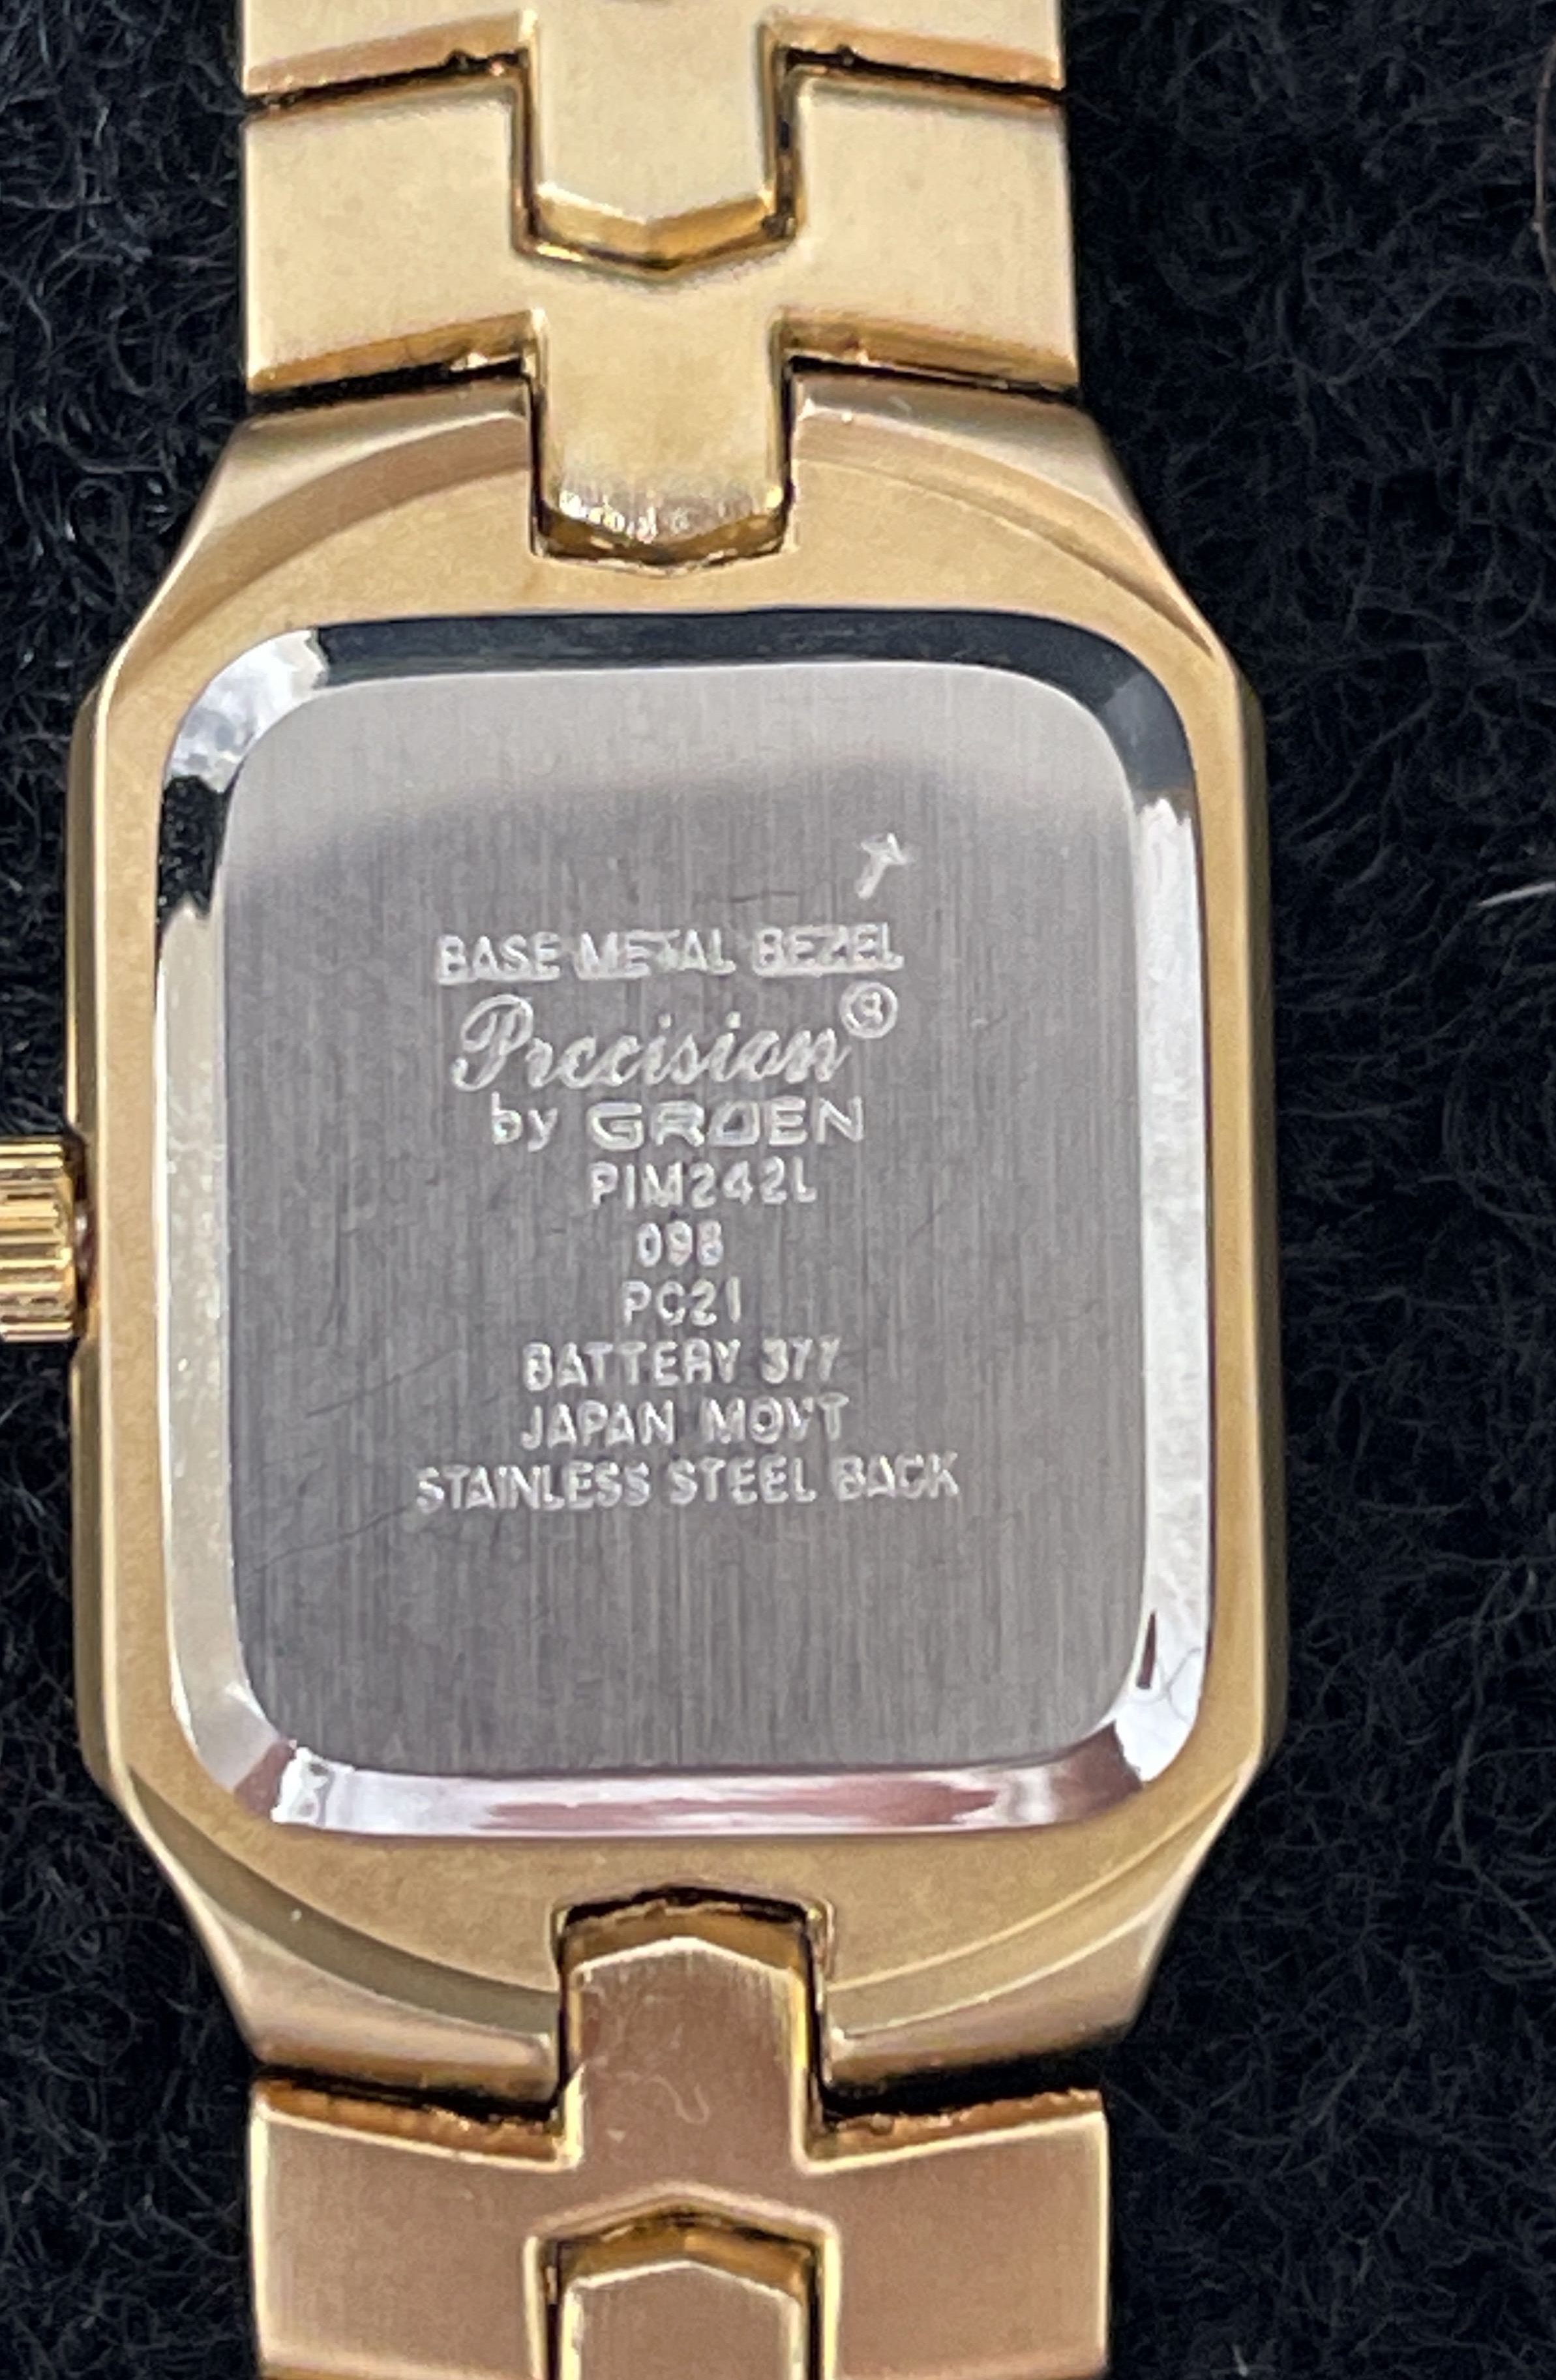 BASE METAL BEZEL
Precision®
by GRUEN
PIM242L
098
PC21
BATTERY 377
JAPAN MOVT
STAINLESS STEEL BACK